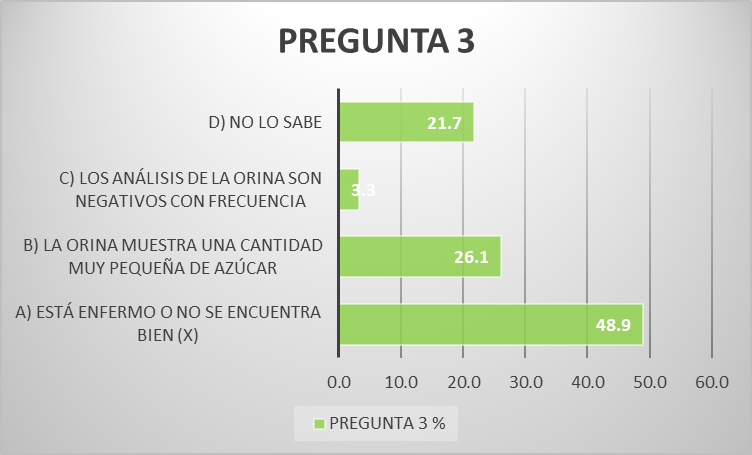 PREGUNTA 3
D) NO LO SABE
21.7
C) LOS ANÁLISIS DE LA ORINA SON
NEGATIVOS CON FRECUENCIA
3.3
B) LA ORINA MUESTRA UNA CANTIDAD
MUY PEQUEÑA DE AZÚCAR
26.1
A) ESTÁ ENFERMO O NO SE ENCUENTRA
BIEN (X)
48.9
0.0 10.0 20.0 30.0 40.0 50.0 60.0
PREGUNTA 3 %